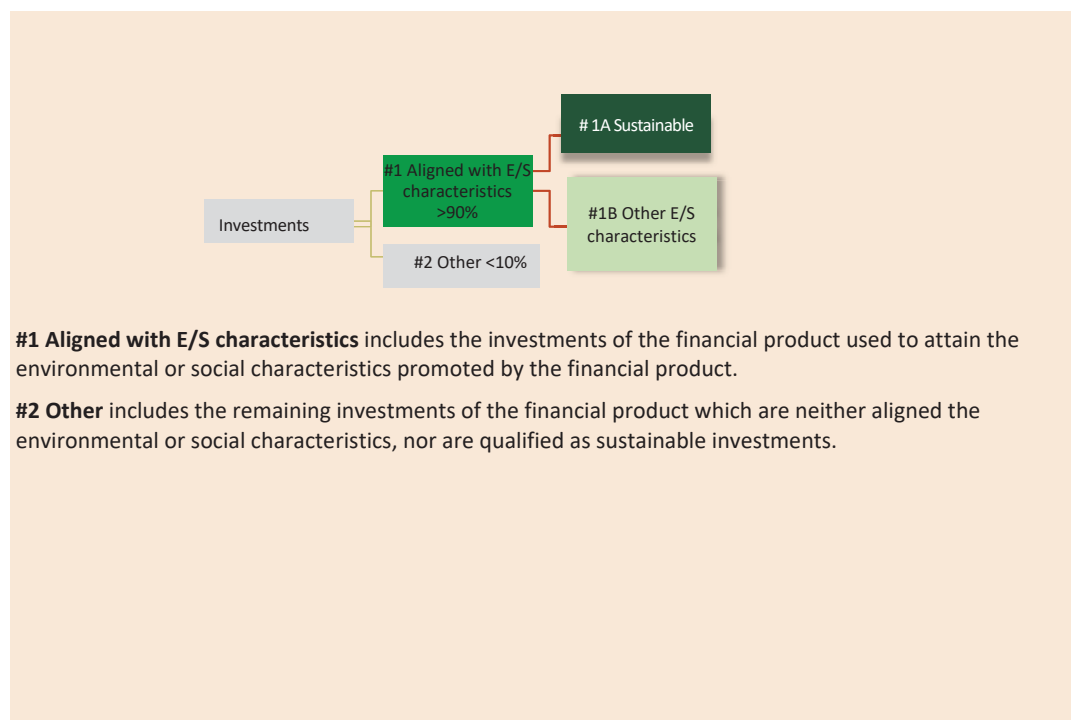 # 1A Sustainable
#1 Aligned with E/S
characteristics
>90%
#1B Other E/S
characteristics
Investments
#2 Other <10%
#1 Aligned with E/S characteristics includes the investments of the financial product used to attain the
environmental or social characteristics promoted by the financial product.
#2 Other includes the remaining investments of the financial product which are neither aligned the
environmental or social characteristics, nor are qualified as sustainable investments.